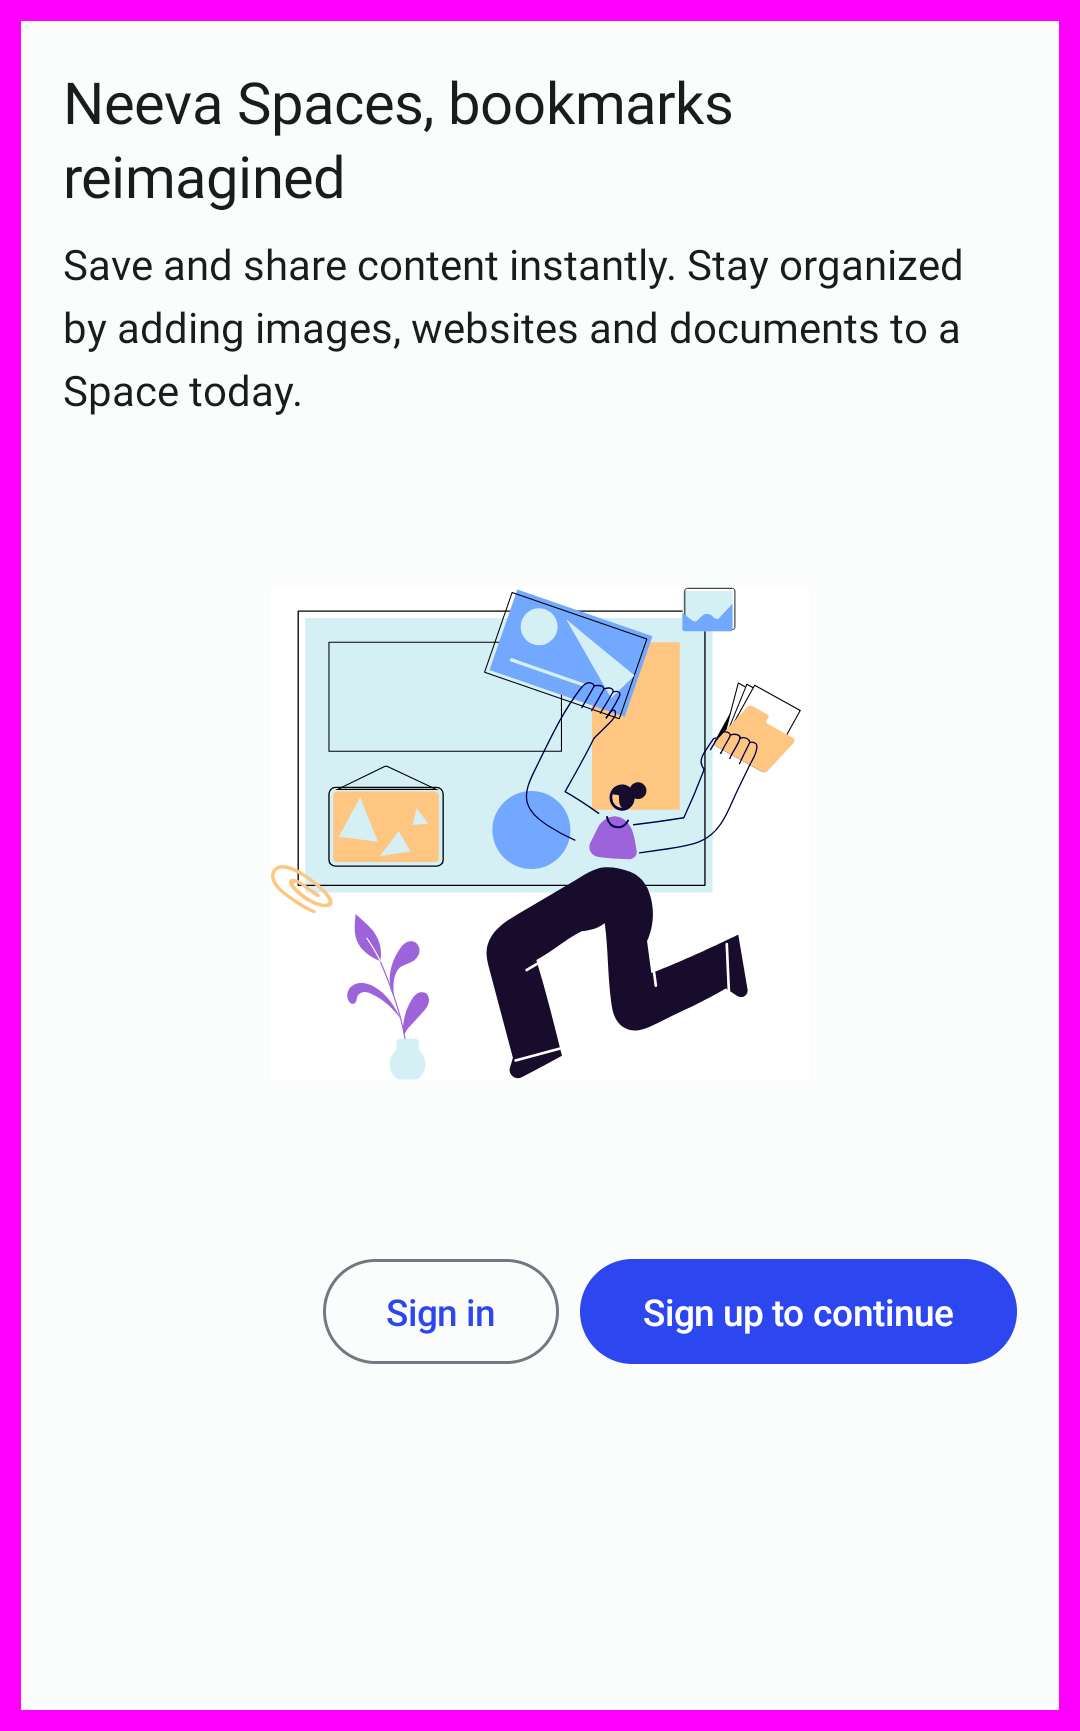 Neeva Spaces, bookmarks
reimagined
Save and share content instantly. Stay organized
by adding images, websites and documents to a
Space today.
Sign in
Sign up to continue